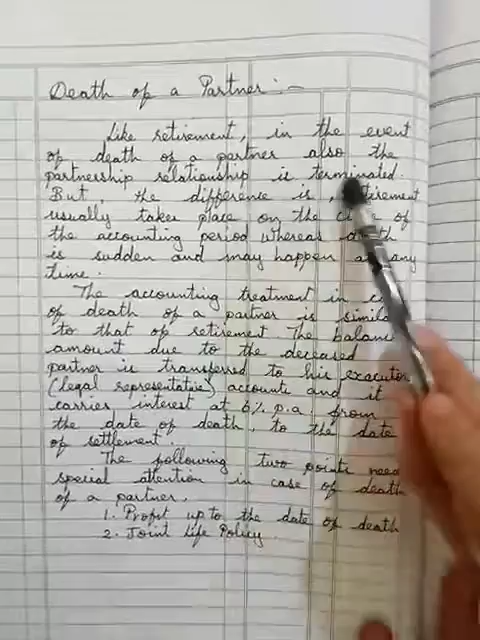 Death of a Partner :-
Like retirement, in the event
of death of a partner also the
partnership relationship is terminated.
But, the difference is, retirement
usually takes place on the of
the accounting period whereas death
is sudden and may happen at any
time.
The accounting treatment in
of death of a partner is similar
to that of retirement. The balance
amount due to the deceased
partner is transferred to his executor
(legal representative) accounts and it
carries interest at 6% p.a from
the date of death, to the date
of settlement.
The following two points need
special attention in case of death
of a partner.
1. Profit up to the date of death
2. Joint Life Policy